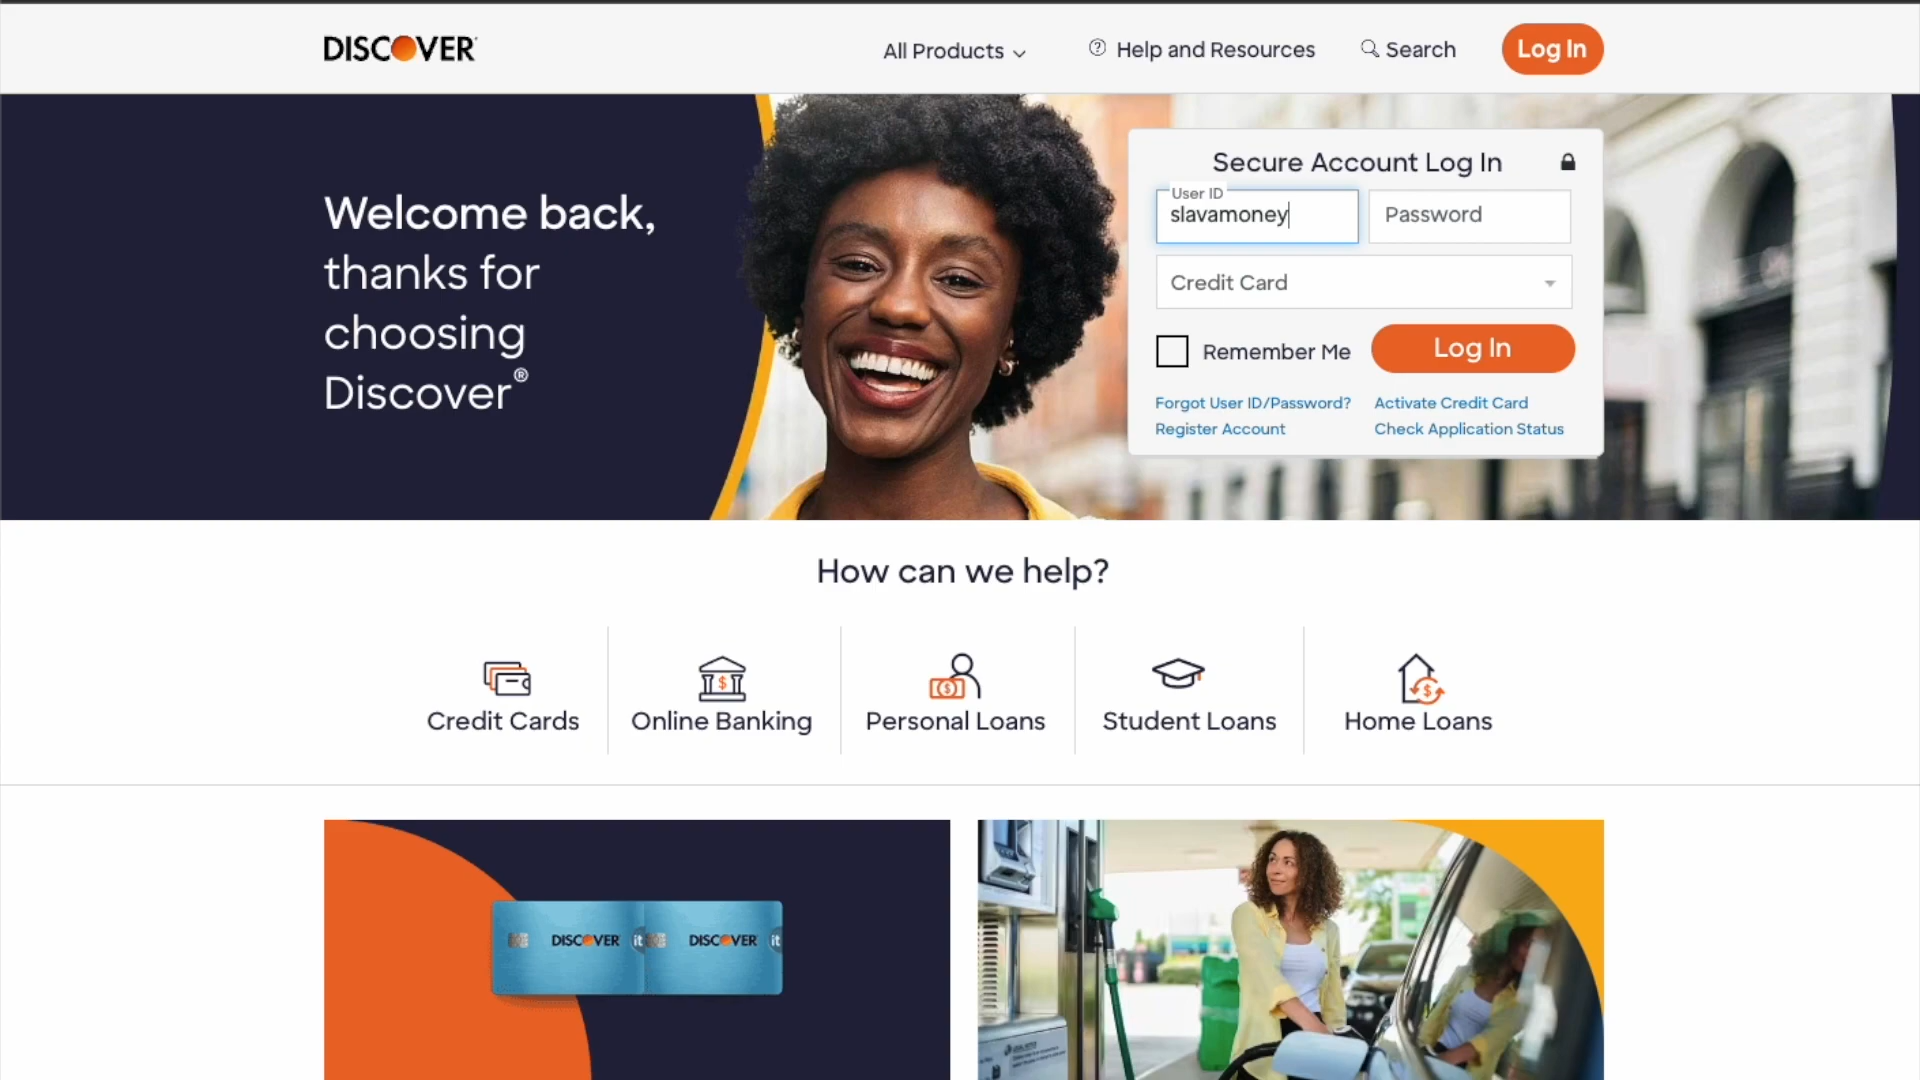 DISCOVER
All Products
Help and Resources
Search
Log In
Welcome back,
thanks for
choosing
Discover®
Secure Account Log In
User ID
slavamoney
Password
Credit Card
Remember Me
Log In
Forgot User ID/Password?
Activate Credit Card
Register Account
Check Application Status
How can we help?
Credit Cards
Online Banking
Personal Loans
Student Loans
Home Loans
DISCOVER it
DISCOVER it